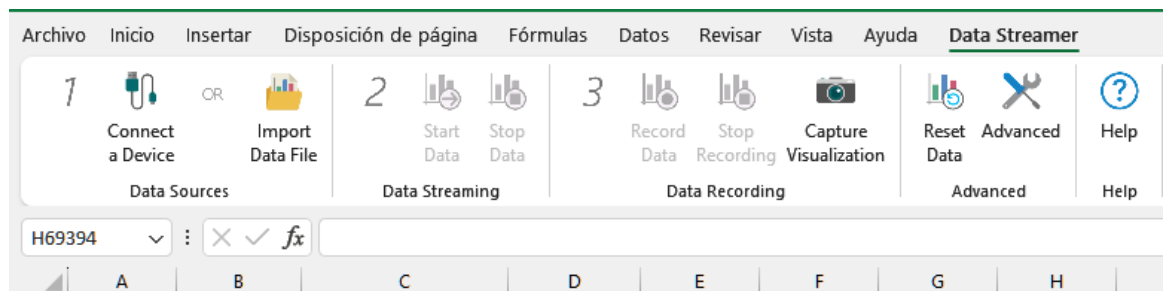 Archivo Inicio Insertar Disposición de página Fórmulas Datos Revisar Vista Ayuda Data Streamer
1 Connect a Device OR Import Data File
Data Sources
2 Start Data Stop Data
Data Streaming
3 Record Data Stop Recording Capture Visualization
Data Recording
Reset Data Advanced
Advanced
? Help
Help
H69394 fx
A B C D E F G H